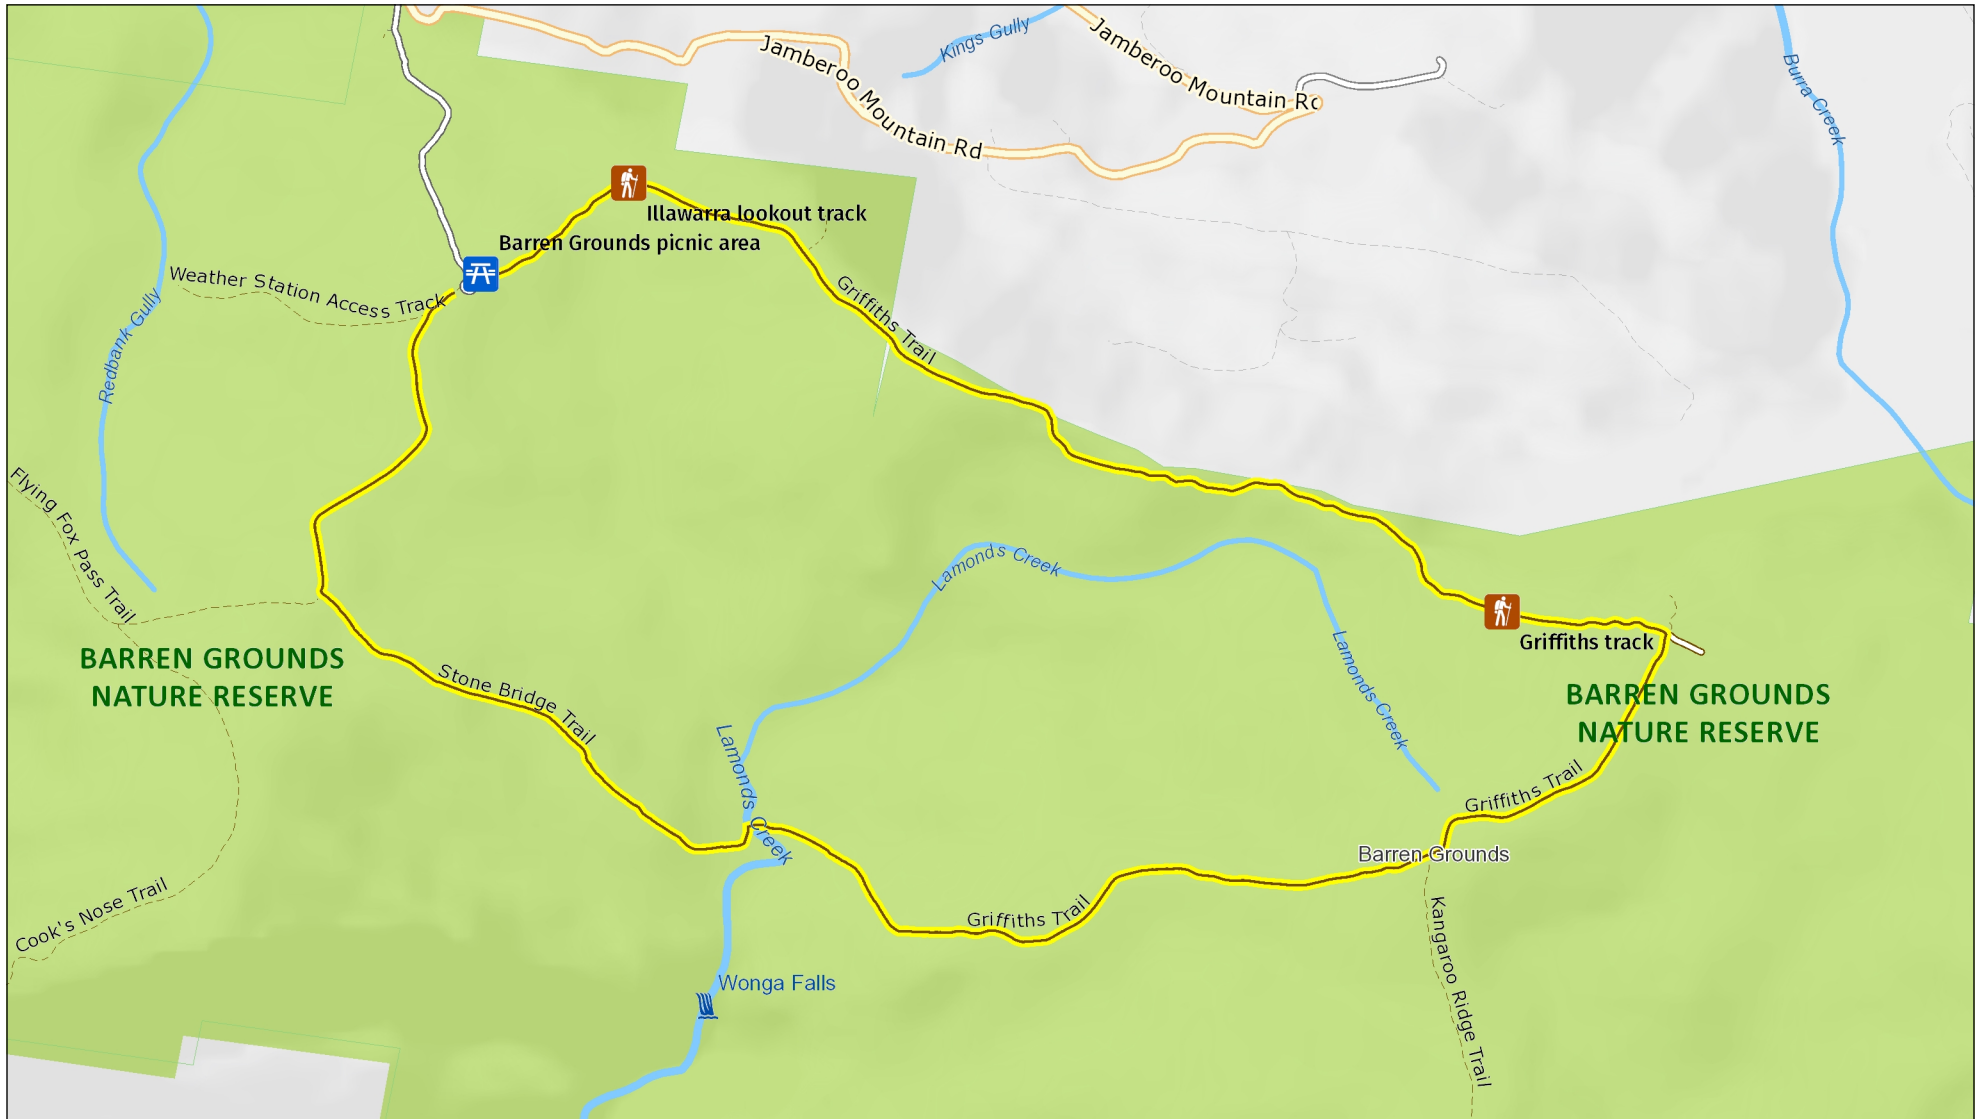 Kings Gully
Jamberoo Mountain Rd
Jamberoo Mountain Rd
Burra Creek
Illawarra lookout track
Barren Grounds picnic area
Weather Station Access Track
Griffiths Trail
Redbank Gully
Flying Fox Pass Trail
Lamonds Creek
Griffiths track
Lamonds Creek
BARREN GROUNDS
NATURE RESERVE
Stone Bridge Trail
BARREN GROUNDS
NATURE RESERVE
Lamonds Creek
Griffiths Trail
Barren Grounds
Cook's Nose Trail
Griffiths Trail
Kangaroo Ridge Trail
Wonga Falls